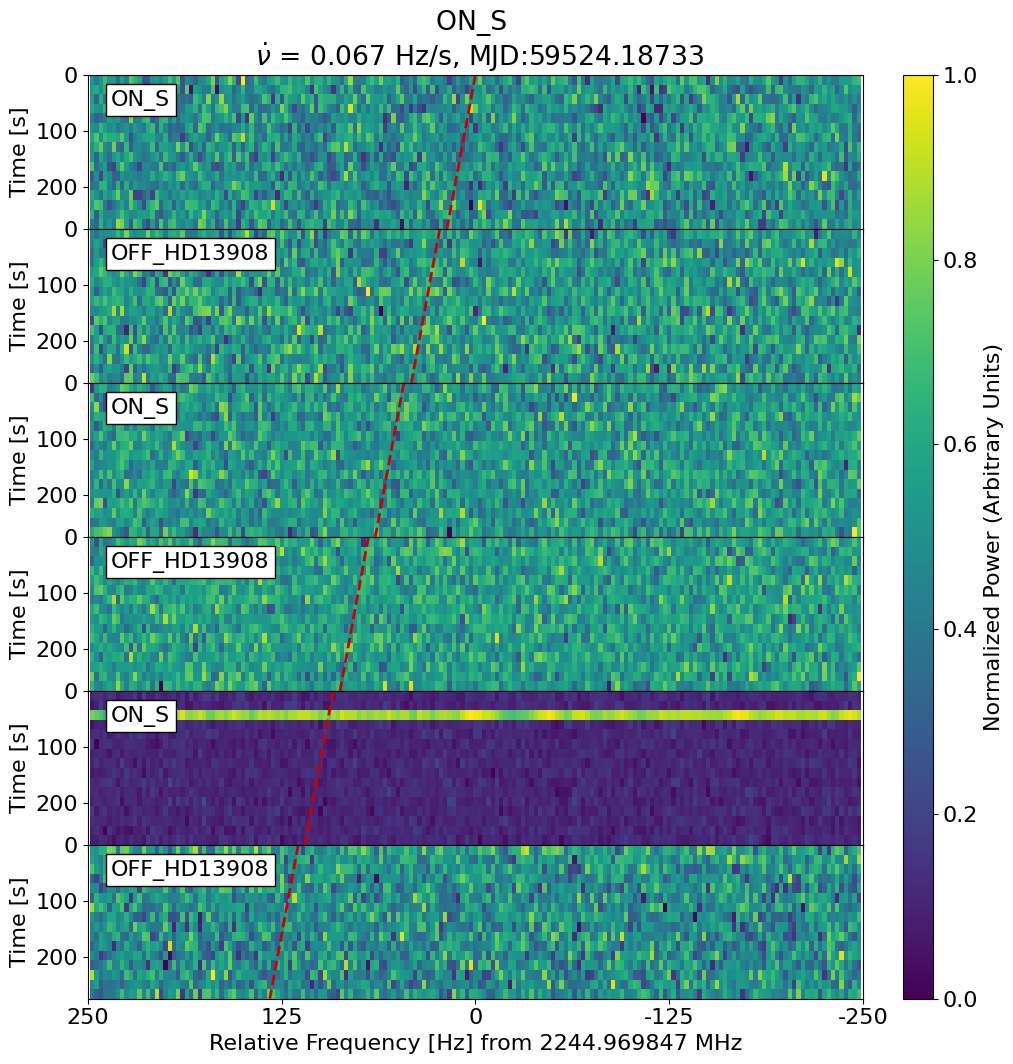 ON_S
ν̇ = 0.067 Hz/s, MJD:59524.18733
0
100
200
Time [s]
ON_S
0
100
200
Time [s]
OFF_HD13908
0
100
200
Time [s]
ON_S
0
100
200
Time [s]
OFF_HD13908
0
100
200
Time [s]
ON_S
0
100
200
Time [s]
OFF_HD13908
250 125 0 -125 -250
Relative Frequency [Hz] from 2244.969847 MHz
1.0
0.8
0.6
0.4
0.2
0.0
Normalized Power (Arbitrary Units)